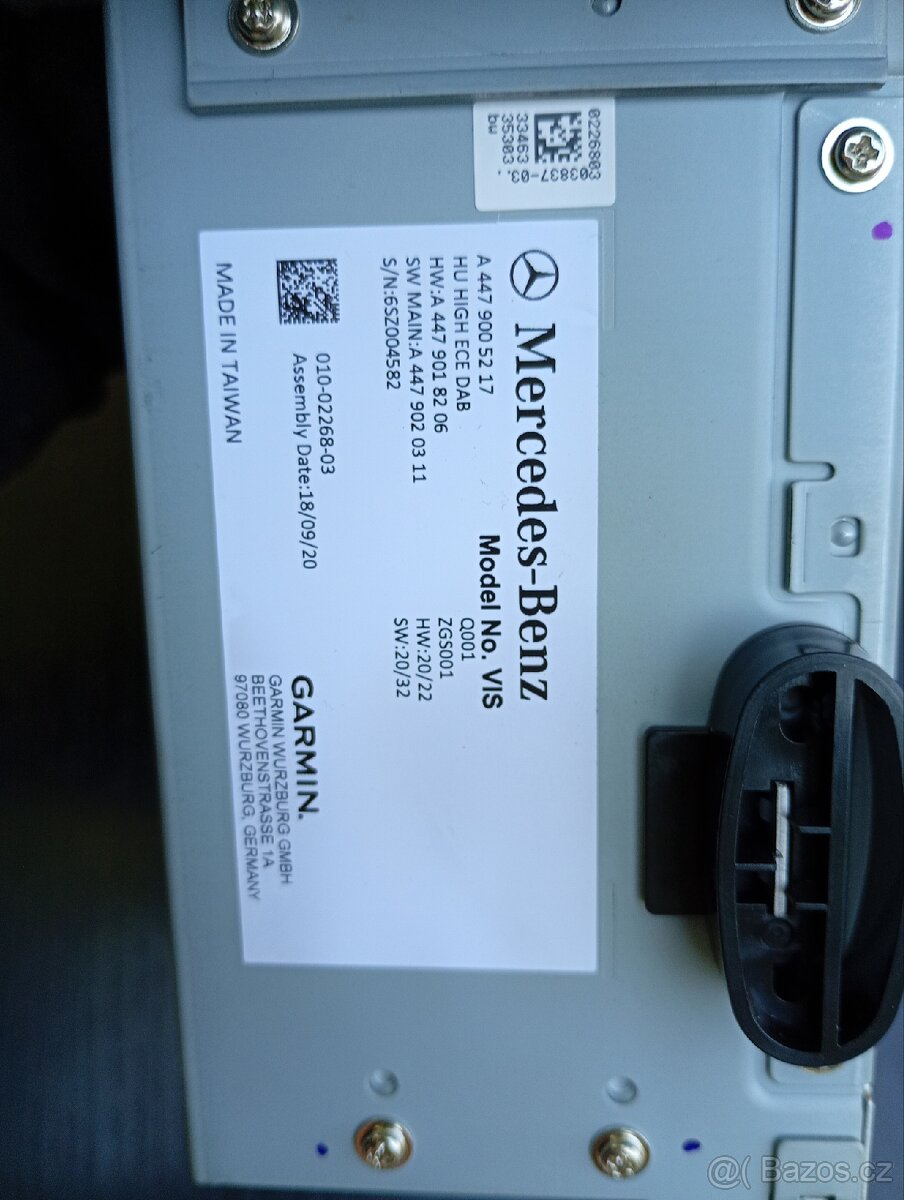 0226803
03837-03
33463
35303.
bw
Mercedes-Benz
Model No. VIS
A 447 900 52 17
Q001
HU HIGH ECE DAB
ZGS001
HW:A 447 901 82 06
HW:20/22
SW MAIN:A 447 902 03 11
SW:20/32
S/N:6SZ004582
010-02268-03
Assembly Date:18/09/20
MADE IN TAIWAN
GARMIN.
GARMIN WURZBURG GMBH
BEETHOVENSTRASSE 1A
97080 WURZBURG, GERMANY
@( Bazos.cz